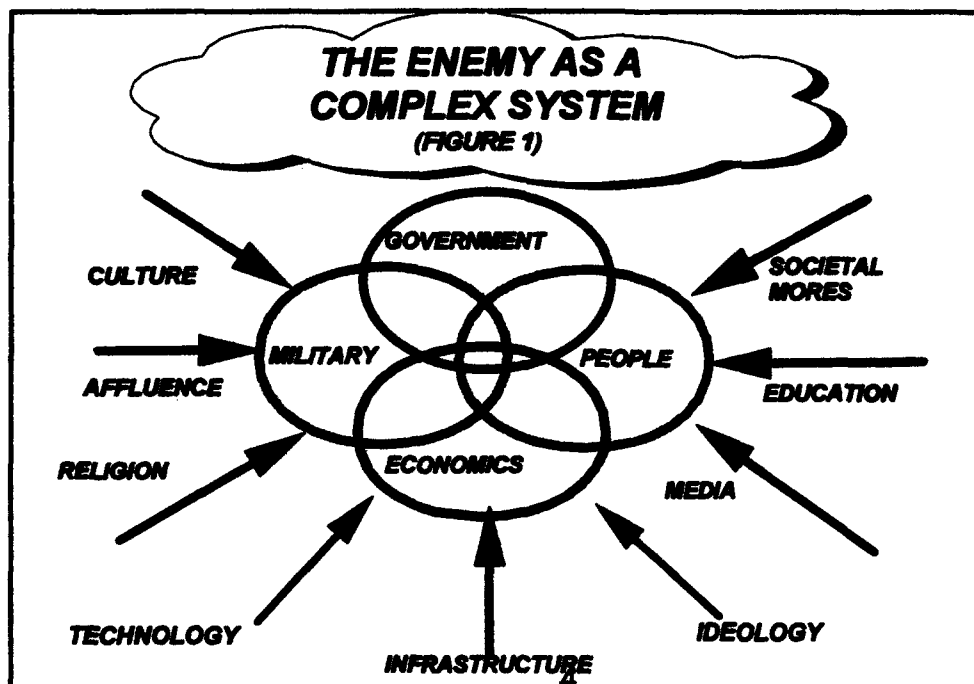 THE ENEMY AS A
COMPLEX SYSTEM
(FIGURE 1)
GOVERNMENT
CULTURE
SOCIETAL
MORES
MILITARY
PEOPLE
AFFLUENCE
EDUCATION
RELIGION
ECONOMICS
MEDIA
TECHNOLOGY
IDEOLOGY
INFRASTRUCTURE
4